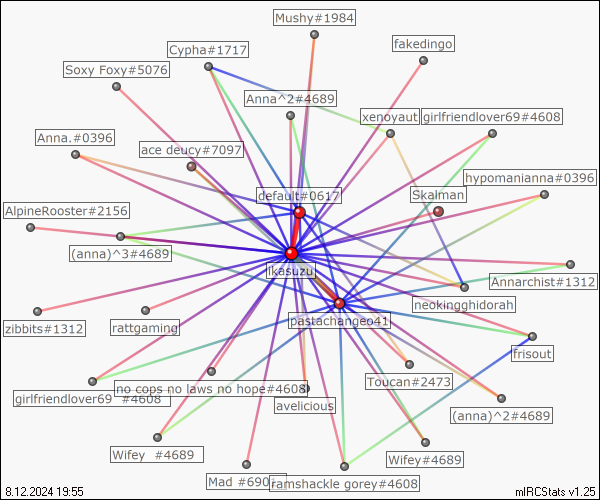 Mushy#1984
fakedingo
Cypha#1717
Soxy Foxy#5076
Anna^2#4689
xenoyaut
girlfriendlover69#4608
Anna.#0396
ace deucy#7097
hypomanianna#0396
default#0617
Skalman
AlpineRooster#2156
(anna)^3#4689
ikasuzu
Annarchist#1312
neokingghidorah
zibbits#1312
rattgaming
pastachangeo41
frisout
Toucan#2473
no cops no laws no hope#4608
girlfriendlover69 #4608
avelicious
(anna)^2#4689
Wifey #4689
Wifey#4689
Mad #690
ramshackle gorey#4608
8.12.2024 19:55
mIRCStats v1.25